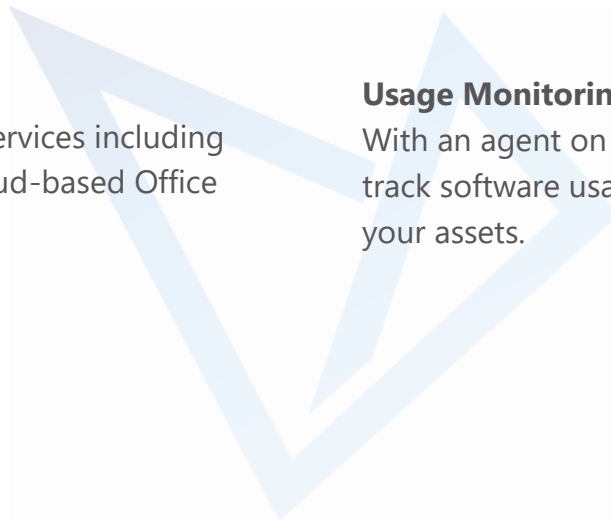 ervices including
ud-based Office
Usage Monitorin
With an agent on
track software usa
your assets.